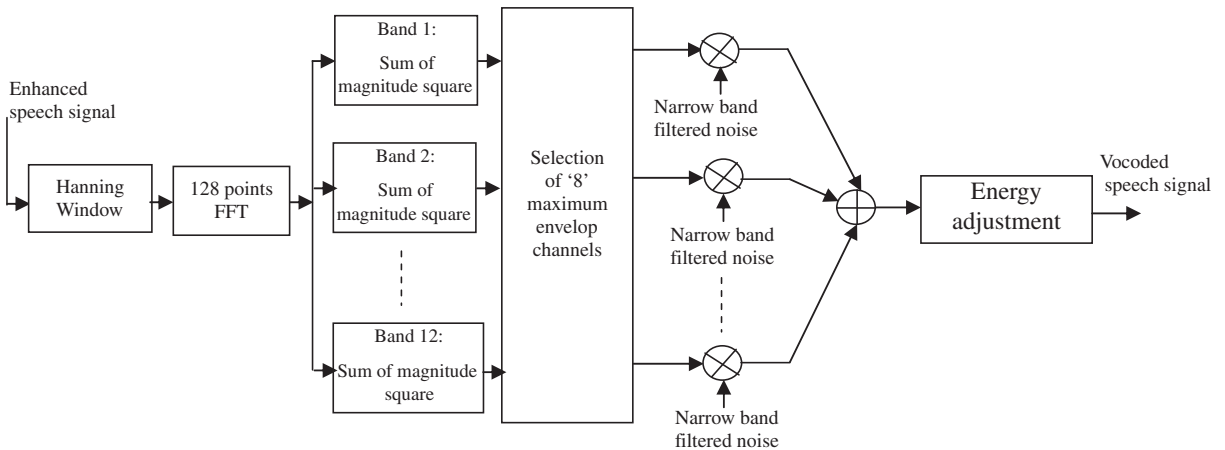 Enhanced
speech signal
Hanning
Window
128 points
FFT
Band 1:
Sum of
magnitude square
Band 2:
Sum of
magnitude square
Band 12:
Sum of magnitude
square
Selection
of ‘8’
maximum
envelop
channels
Narrow band
filtered noise
Narrow band
filtered noise
Narrow band
filtered noise
Energy
adjustment
Vocoded
speech signal